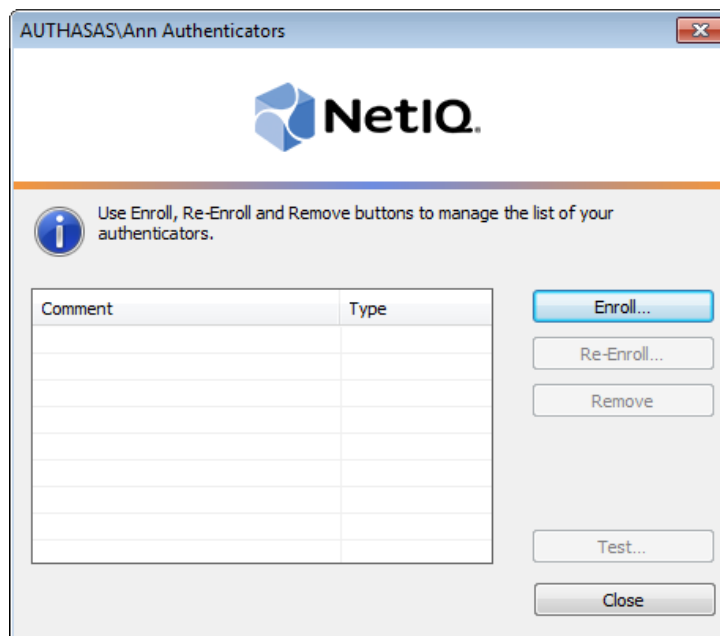 AUTHASAS\Ann Authenticators
NetIQ.
Use Enroll, Re-Enroll and Remove buttons to manage the list of your
authenticators.
Comment Type
Enroll...
Re-Enroll...
Remove
Test...
Close